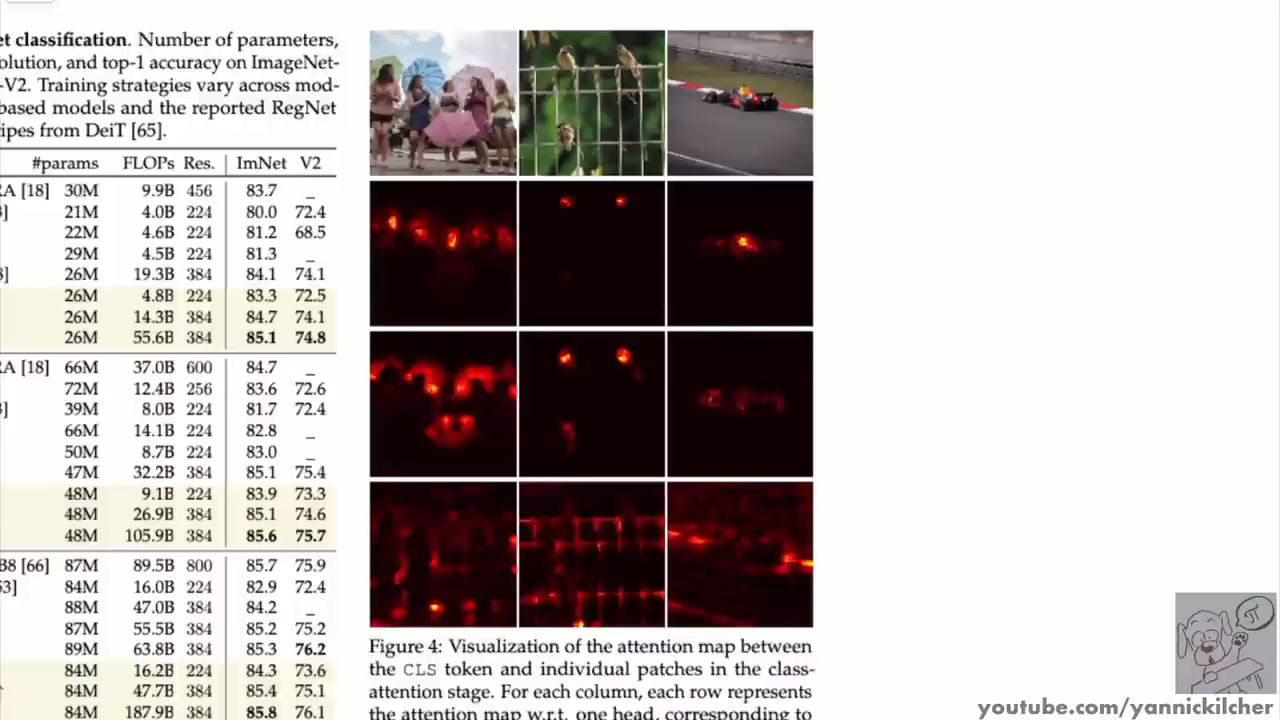 et classification. Number of parameters,
olution, and top-1 accuracy on ImageNet-
-V2. Training strategies vary across mod-
based models and the reported RegNet
ipes from DeiT [65].
#params FLOPs Res. ImNet V2
RA [18] 30M 9.9B 456 83.7 _
3] 21M 4.0B 224 80.0 72.4
22M 4.6B 224 81.2 68.5
29M 4.5B 224 81.3 _
8] 26M 19.3B 384 84.1 74.1
26M 4.8B 224 83.3 72.5
26M 14.3B 384 84.7 74.1
26M 55.6B 384 85.1 74.8
RA [18] 66M 37.0B 600 84.7 _
72M 12.4B 256 83.6 72.6
3] 39M 8.0B 224 81.7 72.4
66M 14.1B 224 82.8 _
50M 8.7B 224 83.0 _
47M 32.2B 384 85.1 75.4
48M 9.1B 224 83.9 73.3
48M 26.9B 384 85.1 74.6
48M 105.9B 384 85.6 75.7
B8 [66] 87M 89.5B 800 85.7 75.9
53] 84M 16.0B 224 82.9 72.4
88M 47.0B 384 84.2 _
87M 55.5B 384 85.2 75.2
89M 63.8B 384 85.3 76.2
84M 16.2B 224 84.3 73.6
84M 47.7B 384 85.4 75.1
84M 187.9B 384 85.8 76.1
Figure 4: Visualization of the attention map between
the CLS token and individual patches in the class-
attention stage. For each column, each row represents
the attention map w.r.t. one head, corresponding to
π
youtube.com/yannickilcher